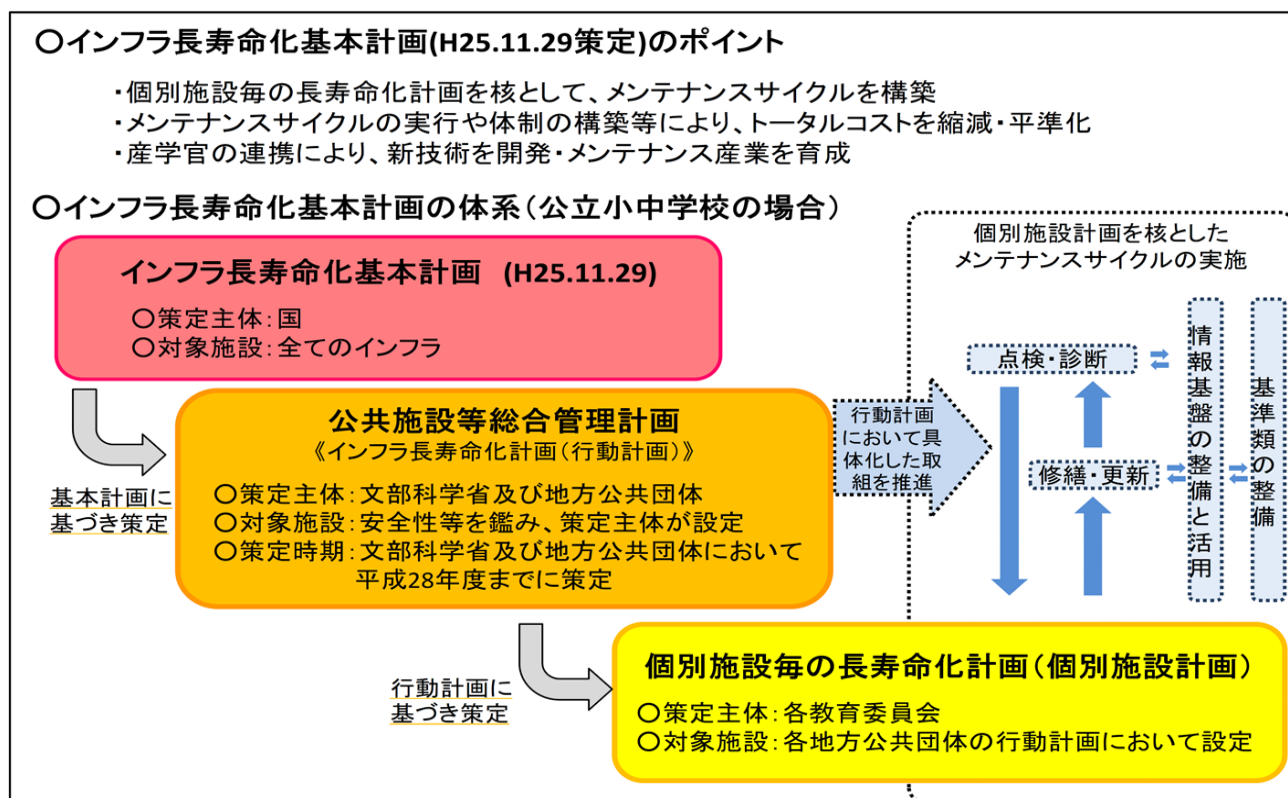 〇インフラ長寿命化基本計画(H25.11.29策定)のポイント
・個別施設毎の長寿命化計画を核として、メンテナンスサイクルを構築
・メンテナンスサイクルの実行や体制の構築等により、トータルコストを縮減・平準化
・産学官の連携により、新技術を開発・メンテナンス産業を育成
〇インフラ長寿命化基本計画の体系(公立小中学校の場合)
インフラ長寿命化基本計画 (H25.11.29)
〇策定主体:国
〇対象施設:全てのインフラ
基本計画に
基づき策定
公共施設等総合管理計画
《インフラ長寿命化計画(行動計画)》
〇策定主体:文部科学省及び地方公共団体
〇対象施設:安全性等を鑑み、策定主体が設定
〇策定時期:文部科学省及び地方公共団体において
平成28年度までに策定
行動計画
において具
体化した取
組を推進
個別施設計画を核とした
メンテナンスサイクルの実施
点検・診断
修繕・更新
情報基盤の整備と活用
基準類の整備
行動計画に
基づき策定
個別施設毎の長寿命化計画(個別施設計画)
〇策定主体:各教育委員会
〇対象施設:各地方公共団体の行動計画において設定